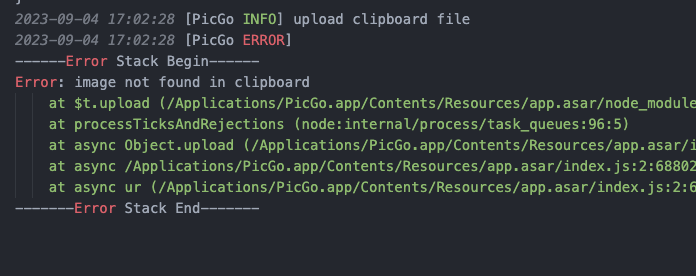 2023-09-04 17:02:28 [PicGo INFO] upload clipboard file
2023-09-04 17:02:28 [PicGo ERROR]
------Error Stack Begin------
Error: image not found in clipboard
at $t.upload (/Applications/PicGo.app/Contents/Resources/app.asar/node_module
at processTicksAndRejections (node:internal/process/task_queues:96:5)
at async Object.upload (/Applications/PicGo.app/Contents/Resources/app.asar/i
at async /Applications/PicGo.app/Contents/Resources/app.asar/index.js:2:68802
at async ur (/Applications/PicGo.app/Contents/Resources/app.asar/index.js:2:6
-------Error Stack End-------